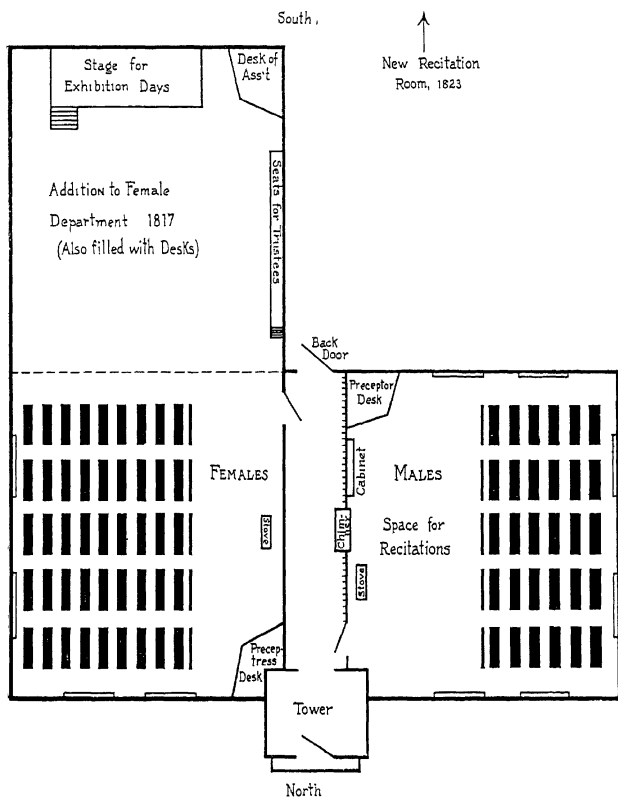 South,
New Recitation
Room, 1823
Stage for
Exhibition Days
Desk of
Ass't
Addition to Female
Department 1817
(Also filled with Desks)
Seats for Trustees
Back
Door
Preceptor
Desk
Cabinet
FEMALES
MALES
Stove
Chim-
Space for
Recitations
Stove
Precep-
tress
Desk
Tower
North